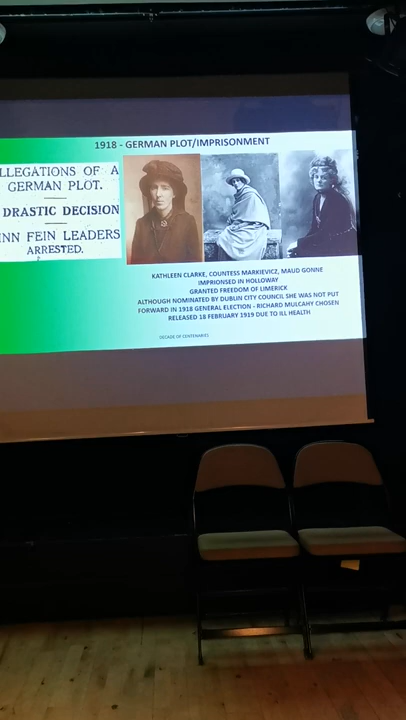 1918 - GERMAN PLOT/IMPRISONMENT
LLEGATIONS OF A
GERMAN PLOT.
DRASTIC DECISION
INN FEIN LEADERS
ARRESTED.
KATHLEEN CLARKE, COUNTESS MARKIEVICZ, MAUD GONNE
IMPRIONSED IN HOLLOWAY
GRANTED FREEDOM OF LIMERICK
ALTHOUGH NOMINATED BY DUBLIN CITY COUNCIL SHE WAS NOT PUT
FORWARD IN 1918 GENERAL ELECTION - RICHARD MULCAHY CHOSEN
RELEASED 18 FEBRUARY 1919 DUE TO ILL HEALTH
DECADE OF CENTENARIES